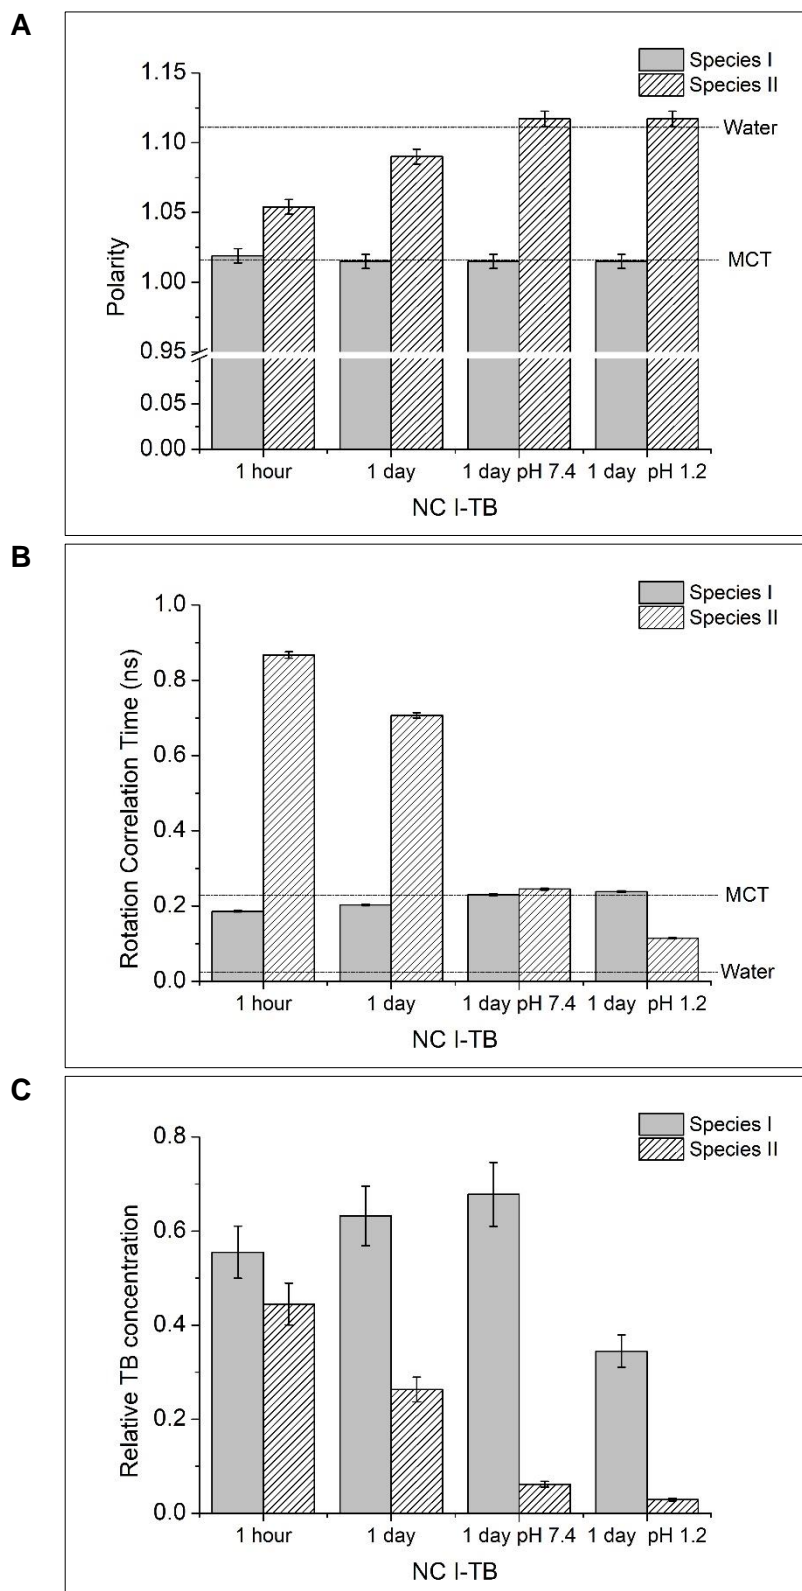 A
Species I
Species II
1.15
1.10
1.05
1.00
0.95
0.05
0.00
Polarity
Water
MCT
1 hour 1 day 1 day pH 7.4 1 day pH 1.2
NC I-TB
B
Species I
Species II
1.0
0.8
0.6
0.4
0.2
0.0
Rotation Correlation Time (ns)
MCT
Water
1 hour 1 day 1 day pH 7.4 1 day pH 1.2
NC I-TB
C
Species I
Species II
0.8
0.6
0.4
0.2
0.0
Relative TB concentration
1 hour 1 day 1 day pH 7.4 1 day pH 1.2
NC I-TB